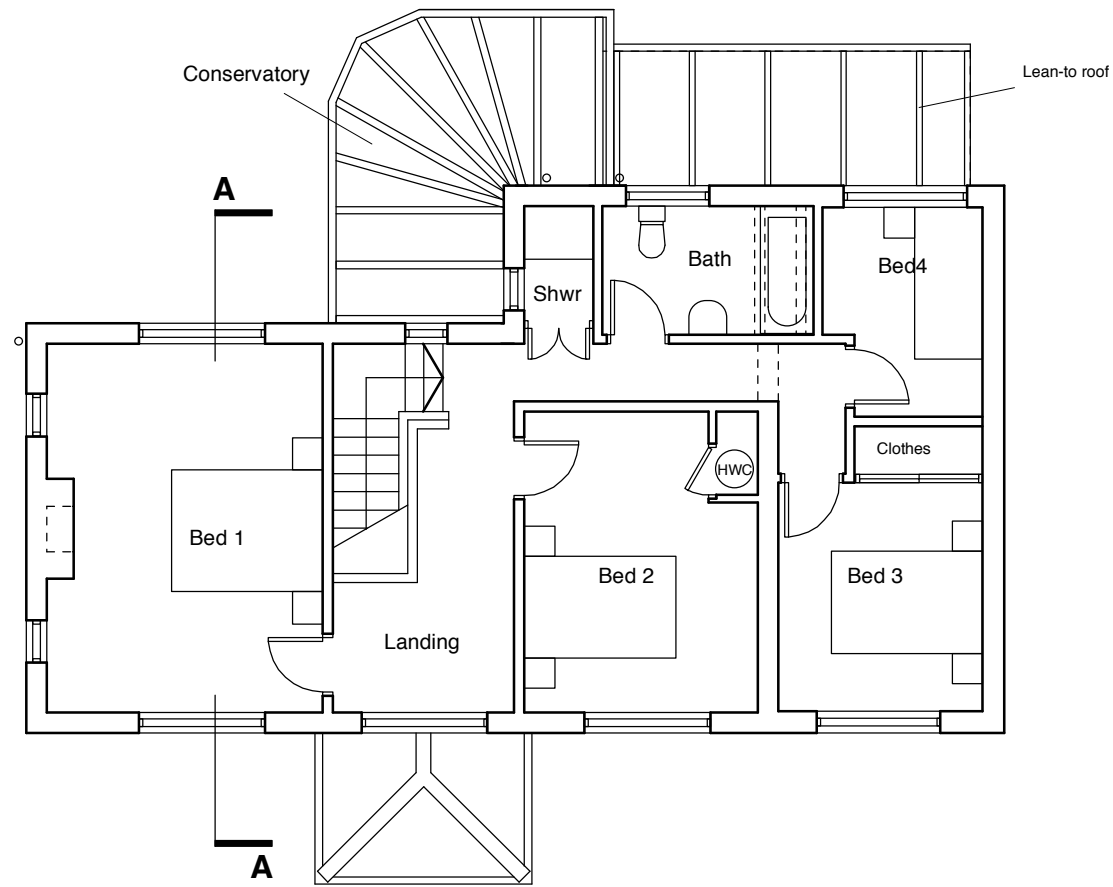 Conservatory
Lean-to roof
A
Bath
Bed4
Shwr
Clothes
HWC
Bed 1
Bed 2
Bed 3
Landing
A